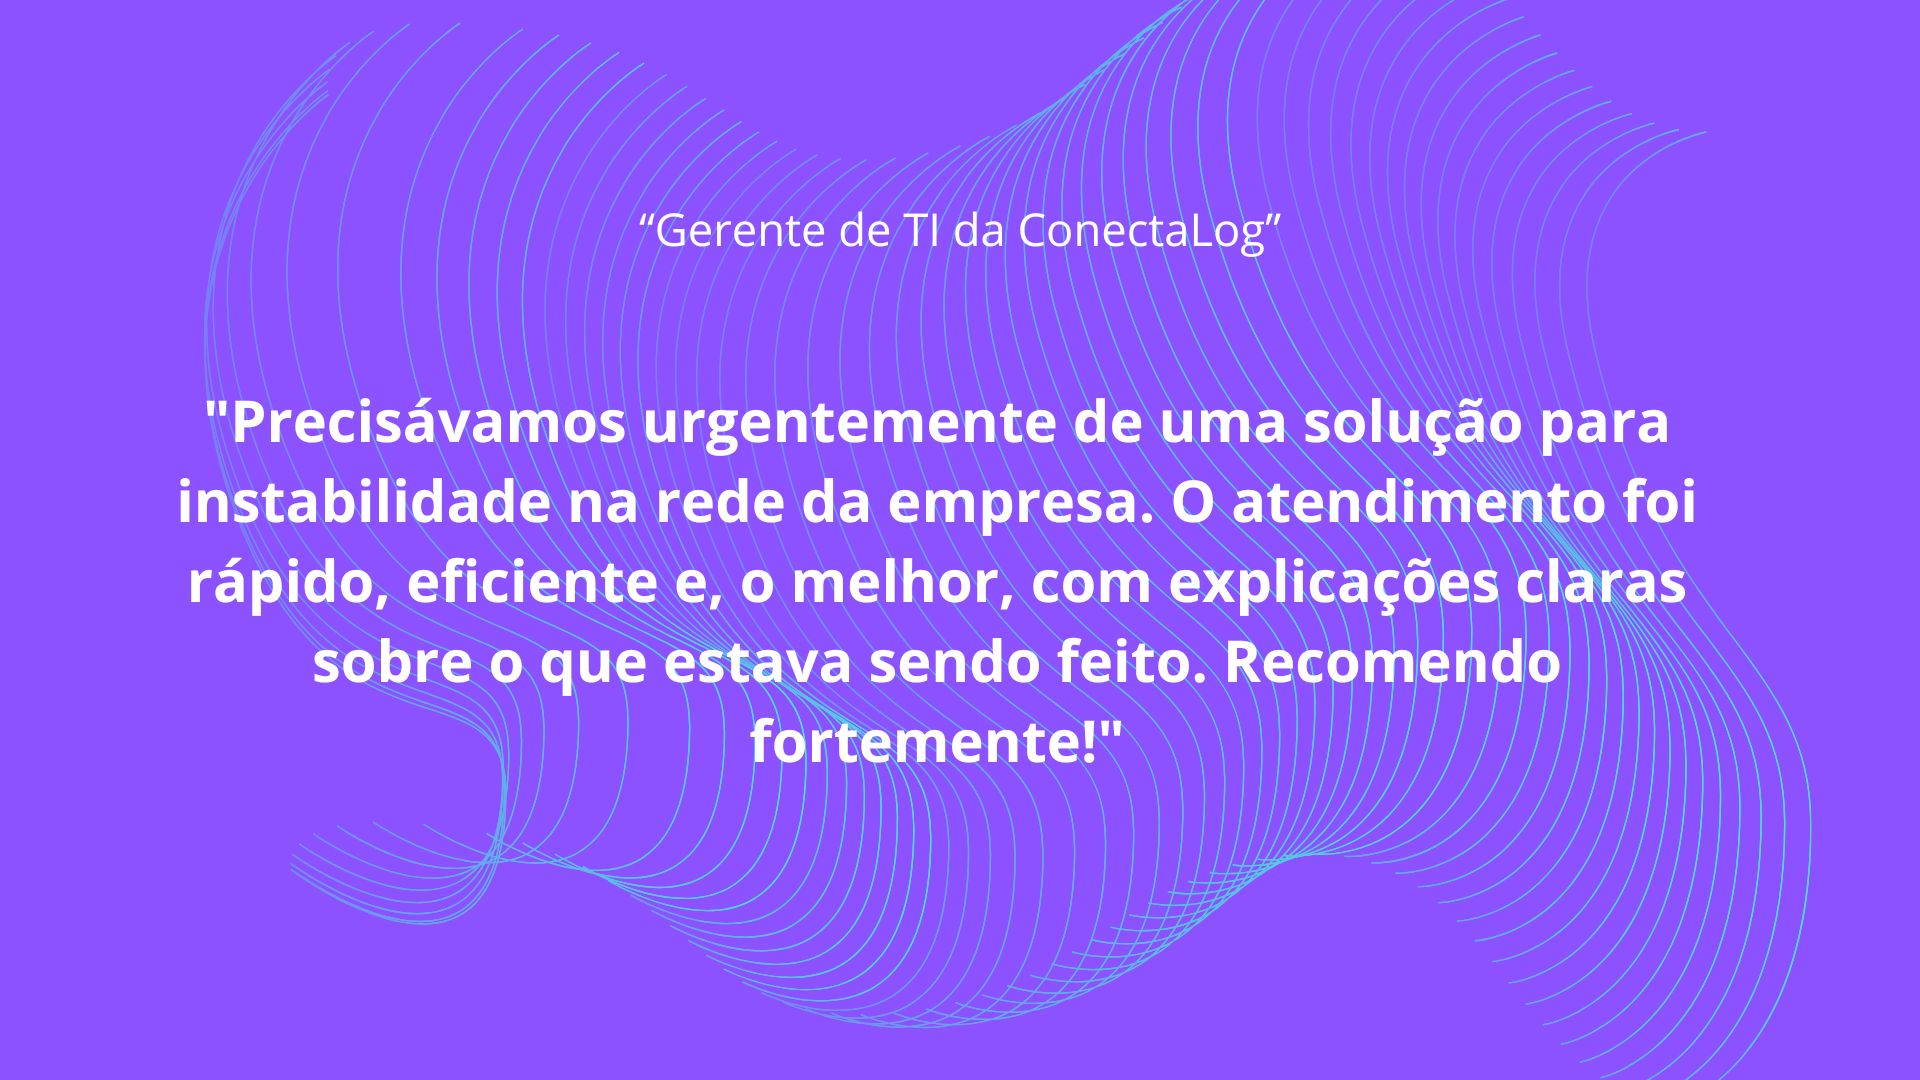 “Gerente de TI da ConectaLog”
"Precisávamos urgentemente de uma solução para
instabilidade na rede da empresa. O atendimento foi
rápido, eficiente e, o melhor, com explicações claras
sobre o que estava sendo feito. Recomendo
fortemente!"